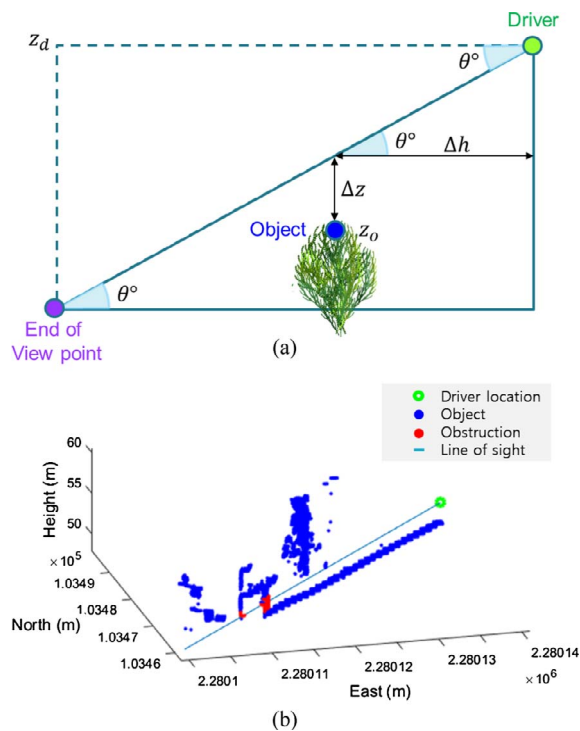 Driver
z_d
θ°
θ°
Δh
Δz
Object
z_o
θ°
End of
View point
(a)
Driver location
Object
Obstruction
Line of sight
60
55
50
Height (m)
× 10^5
1.0349
1.0348
1.0347
1.0346
North (m)
2.2801
2.28011
2.28012
2.28013
2.28014
East (m)
× 10^6
(b)